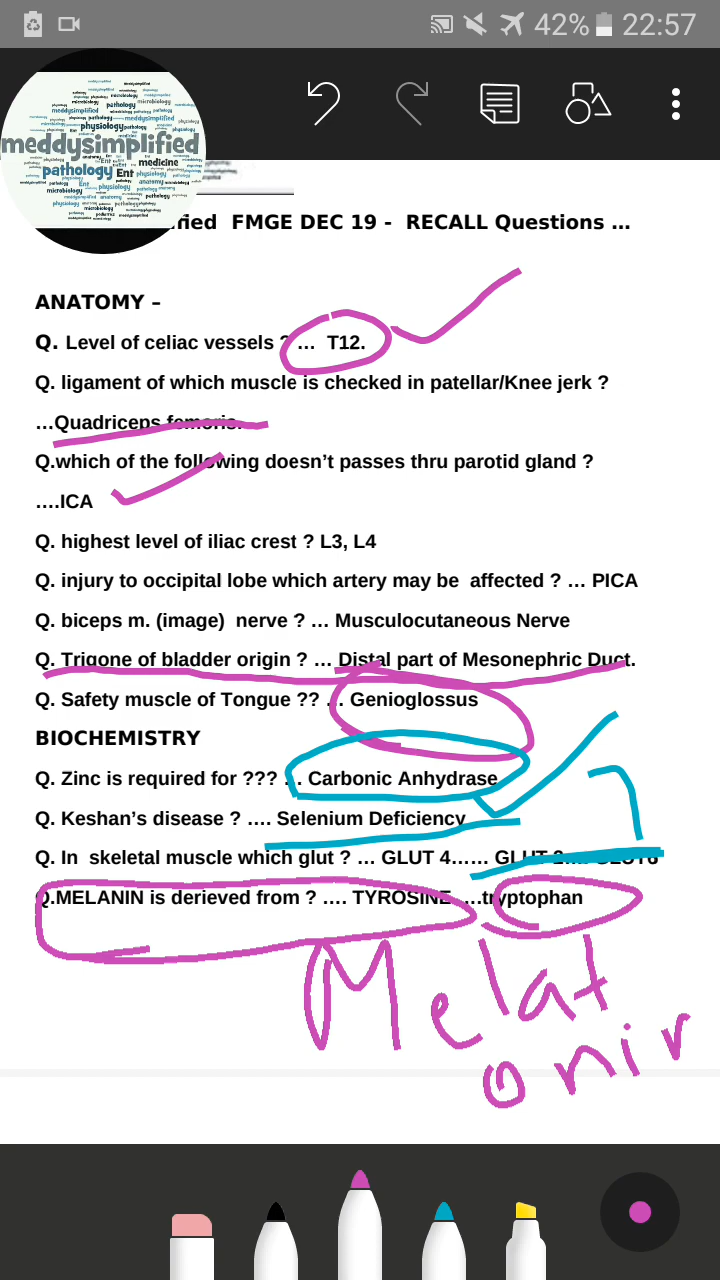 42% 22:57
meddysimplified
pathology
physiology
Ent
medicine
microbiology
anatomy
fied FMGE DEC 19 - RECALL Questions ...
ANATOMY –
Q. Level of celiac vessels ? ... T12.
Q. ligament of which muscle is checked in patellar/Knee jerk ?
...Quadriceps femoris.
Q.which of the following doesn't passes thru parotid gland ?
....ICA
Q. highest level of iliac crest ? L3, L4
Q. injury to occipital lobe which artery may be affected ? ... PICA
Q. biceps m. (image) nerve ? ... Musculocutaneous Nerve
Q. Trigone of bladder origin ? ... Distal part of Mesonephric Duct.
Q. Safety muscle of Tongue ?? ... Genioglossus
BIOCHEMISTRY
Q. Zinc is required for ??? ... Carbonic Anhydrase
Q. Keshan's disease ? .... Selenium Deficiency
Q. In skeletal muscle which glut ? ... GLUT 4...... GLUT 2.... GLUT6
Q.MELANIN is derieved from ? .... TYROSINE ....tryptophan
Melat
onin